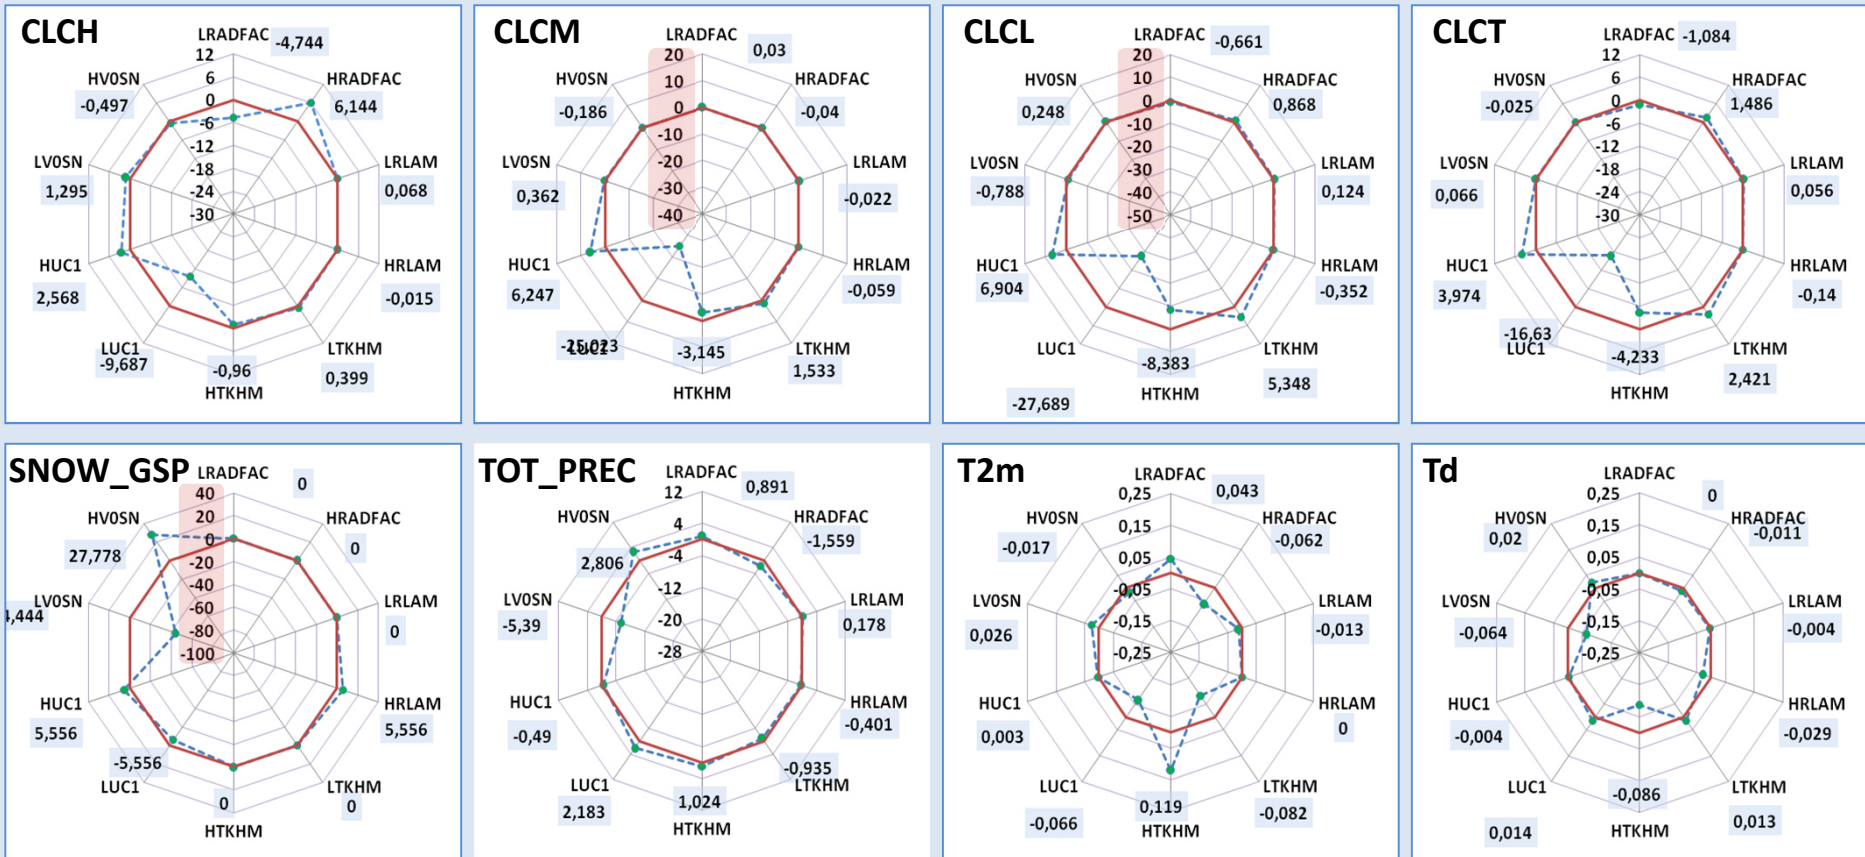 CLCH
LRADFAC
-4,744
12
6
0
-6
-12
-18
-24
-30
HRADFAC
6,144
LRLAM
0,068
HRLAM
-0,015
LTKHM
0,399
-0,96
HTKHM
LUC1
-9,687
HUC1
2,568
LV0SN
1,295
HV0SN
-0,497
CLCM
LRADFAC
0,03
20
10
0
-10
-20
-30
-40
HRADFAC
-0,04
LRLAM
-0,022
HRLAM
-0,059
LTKHM
1,533
-3,145
HTKHM
LUC1
-25,023
HUC1
6,247
LV0SN
0,362
HV0SN
-0,186
CLCL
LRADFAC
-0,661
20
10
0
-10
-20
-30
-40
-50
HRADFAC
0,868
LRLAM
0,124
HRLAM
-0,352
LTKHM
5,348
-8,383
HTKHM
LUC1
-27,689
HUC1
6,904
LV0SN
-0,788
HV0SN
0,248
CLCT
LRADFAC
-1,084
12
6
0
-6
-12
-18
-24
-30
HRADFAC
1,486
LRLAM
0,056
HRLAM
-0,14
LTKHM
2,421
-4,233
HTKHM
-16,63
LUC1
HUC1
3,974
LV0SN
0,066
HV0SN
-0,025
SNOW_GSP
LRADFAC
0
40
20
0
-20
-40
-60
-80
-100
HRADFAC
0
LRLAM
0
HRLAM
5,556
LTKHM
0
0
HTKHM
-5,556
LUC1
HUC1
5,556
LV0SN
4,444
HV0SN
27,778
TOT_PREC
LRADFAC
0,891
12
4
-4
-12
-20
-28
HRADFAC
-1,559
LRLAM
0,178
HRLAM
-0,401
-0,935
LTKHM
1,024
HTKHM
LUC1
2,183
HUC1
-0,49
LV0SN
-5,39
HV0SN
2,806
T2m
LRADFAC
0,043
0,25
0,15
0,05
-0,05
-0,15
-0,25
HRADFAC
-0,062
LRLAM
-0,013
HRLAM
0
LTKHM
-0,082
0,119
HTKHM
LUC1
-0,066
HUC1
0,003
LV0SN
0,026
HV0SN
-0,017
Td
LRADFAC
0
0,25
0,15
0,05
-0,05
-0,15
-0,25
HRADFAC
-0,011
LRLAM
-0,004
HRLAM
-0,029
LTKHM
0,013
-0,086
HTKHM
LUC1
0,014
HUC1
-0,004
LV0SN
-0,064
HV0SN
0,02